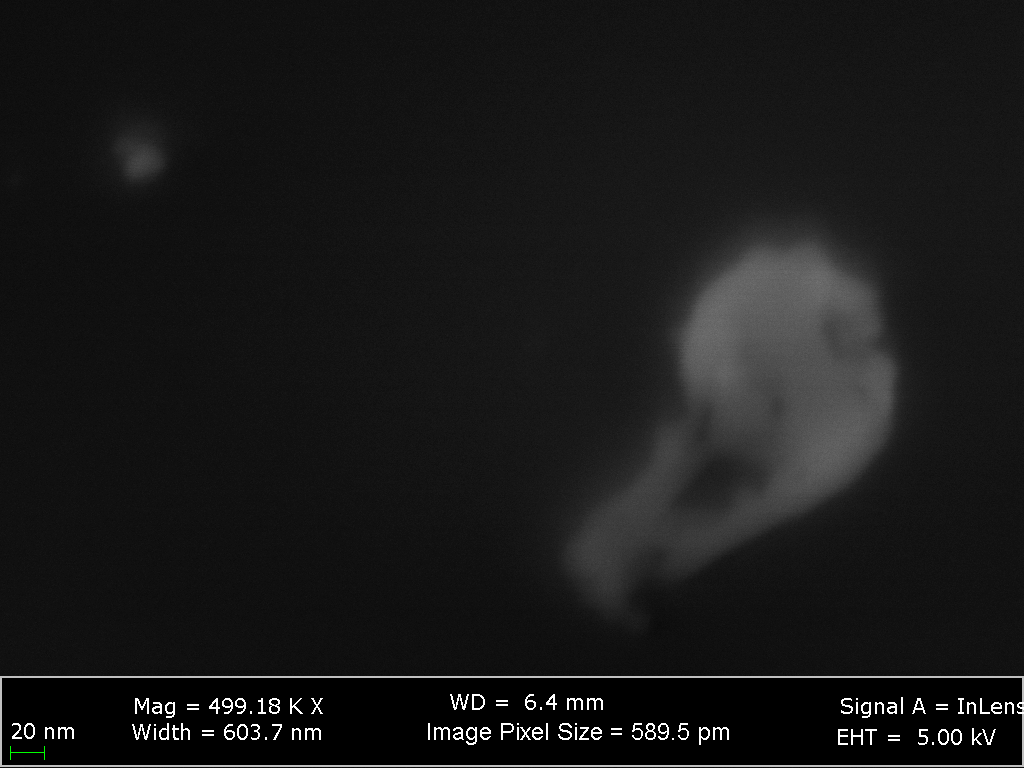 20 nm
Mag = 499.18 K X
Width = 603.7 nm
WD = 6.4 mm
Image Pixel Size = 589.5 pm
Signal A = InLens
EHT = 5.00 kV